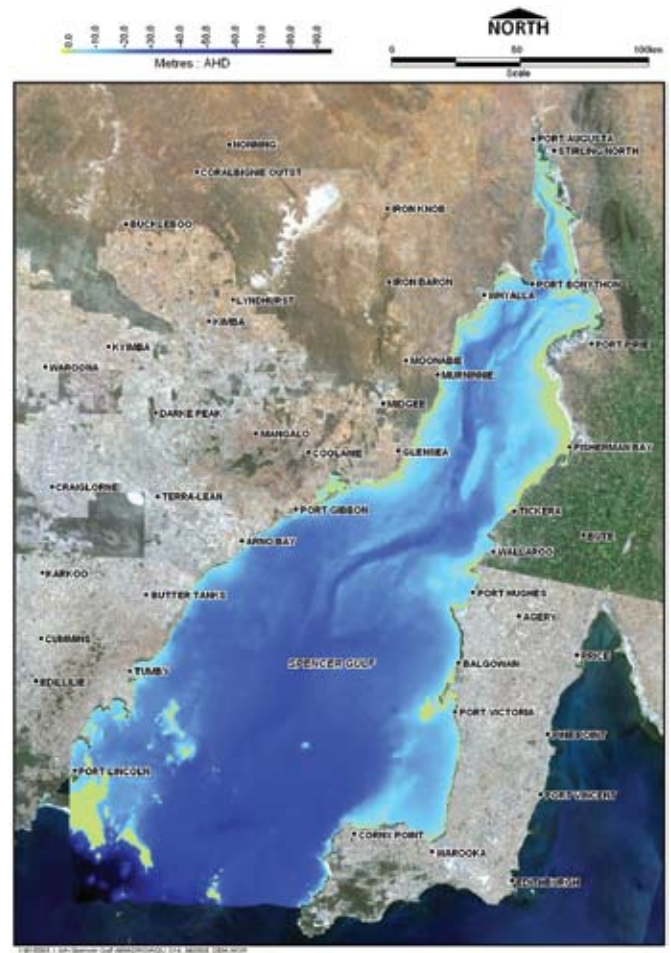 0.0 -10.0 -20.0 -30.0 -40.0 -50.0 -60.0 -70.0 -80.0 -90.0
Metres : AHD
NORTH
0 50 100km
Scale
PORT AUGUSTA
STIRLING NORTH
NONNING
CORALBIGNIE OUTST
IRON KNOB
BUCKLEBOO
IRON BARON
PORT BONYTHON
WHYALLA
LYNDHURST
KIMBA
PORT PIRIE
KYIMBA
WAROONA
MOONABIE
MURNINNIE
MIDGEE
DARKE PEAK
MANGALO
COOLANIE
GLENSEA
FISHERMAN BAY
CRAIGLORNE
TERRA-LEAN
PORT GIBBON
TICKERA
BUTE
ARNO BAY
WALLAROO
KARKOO
BUTTER TANKS
PORT HUGHES
AGERY
CUMMINS
SPENCER GULF
BALGOWAN
PRICE
TUMBY
EDILLILIE
PORT VICTORIA
PINE POINT
PORT LINCOLN
PORT VINCENT
CORNY POINT
WAROOKA
EDITHBURGH